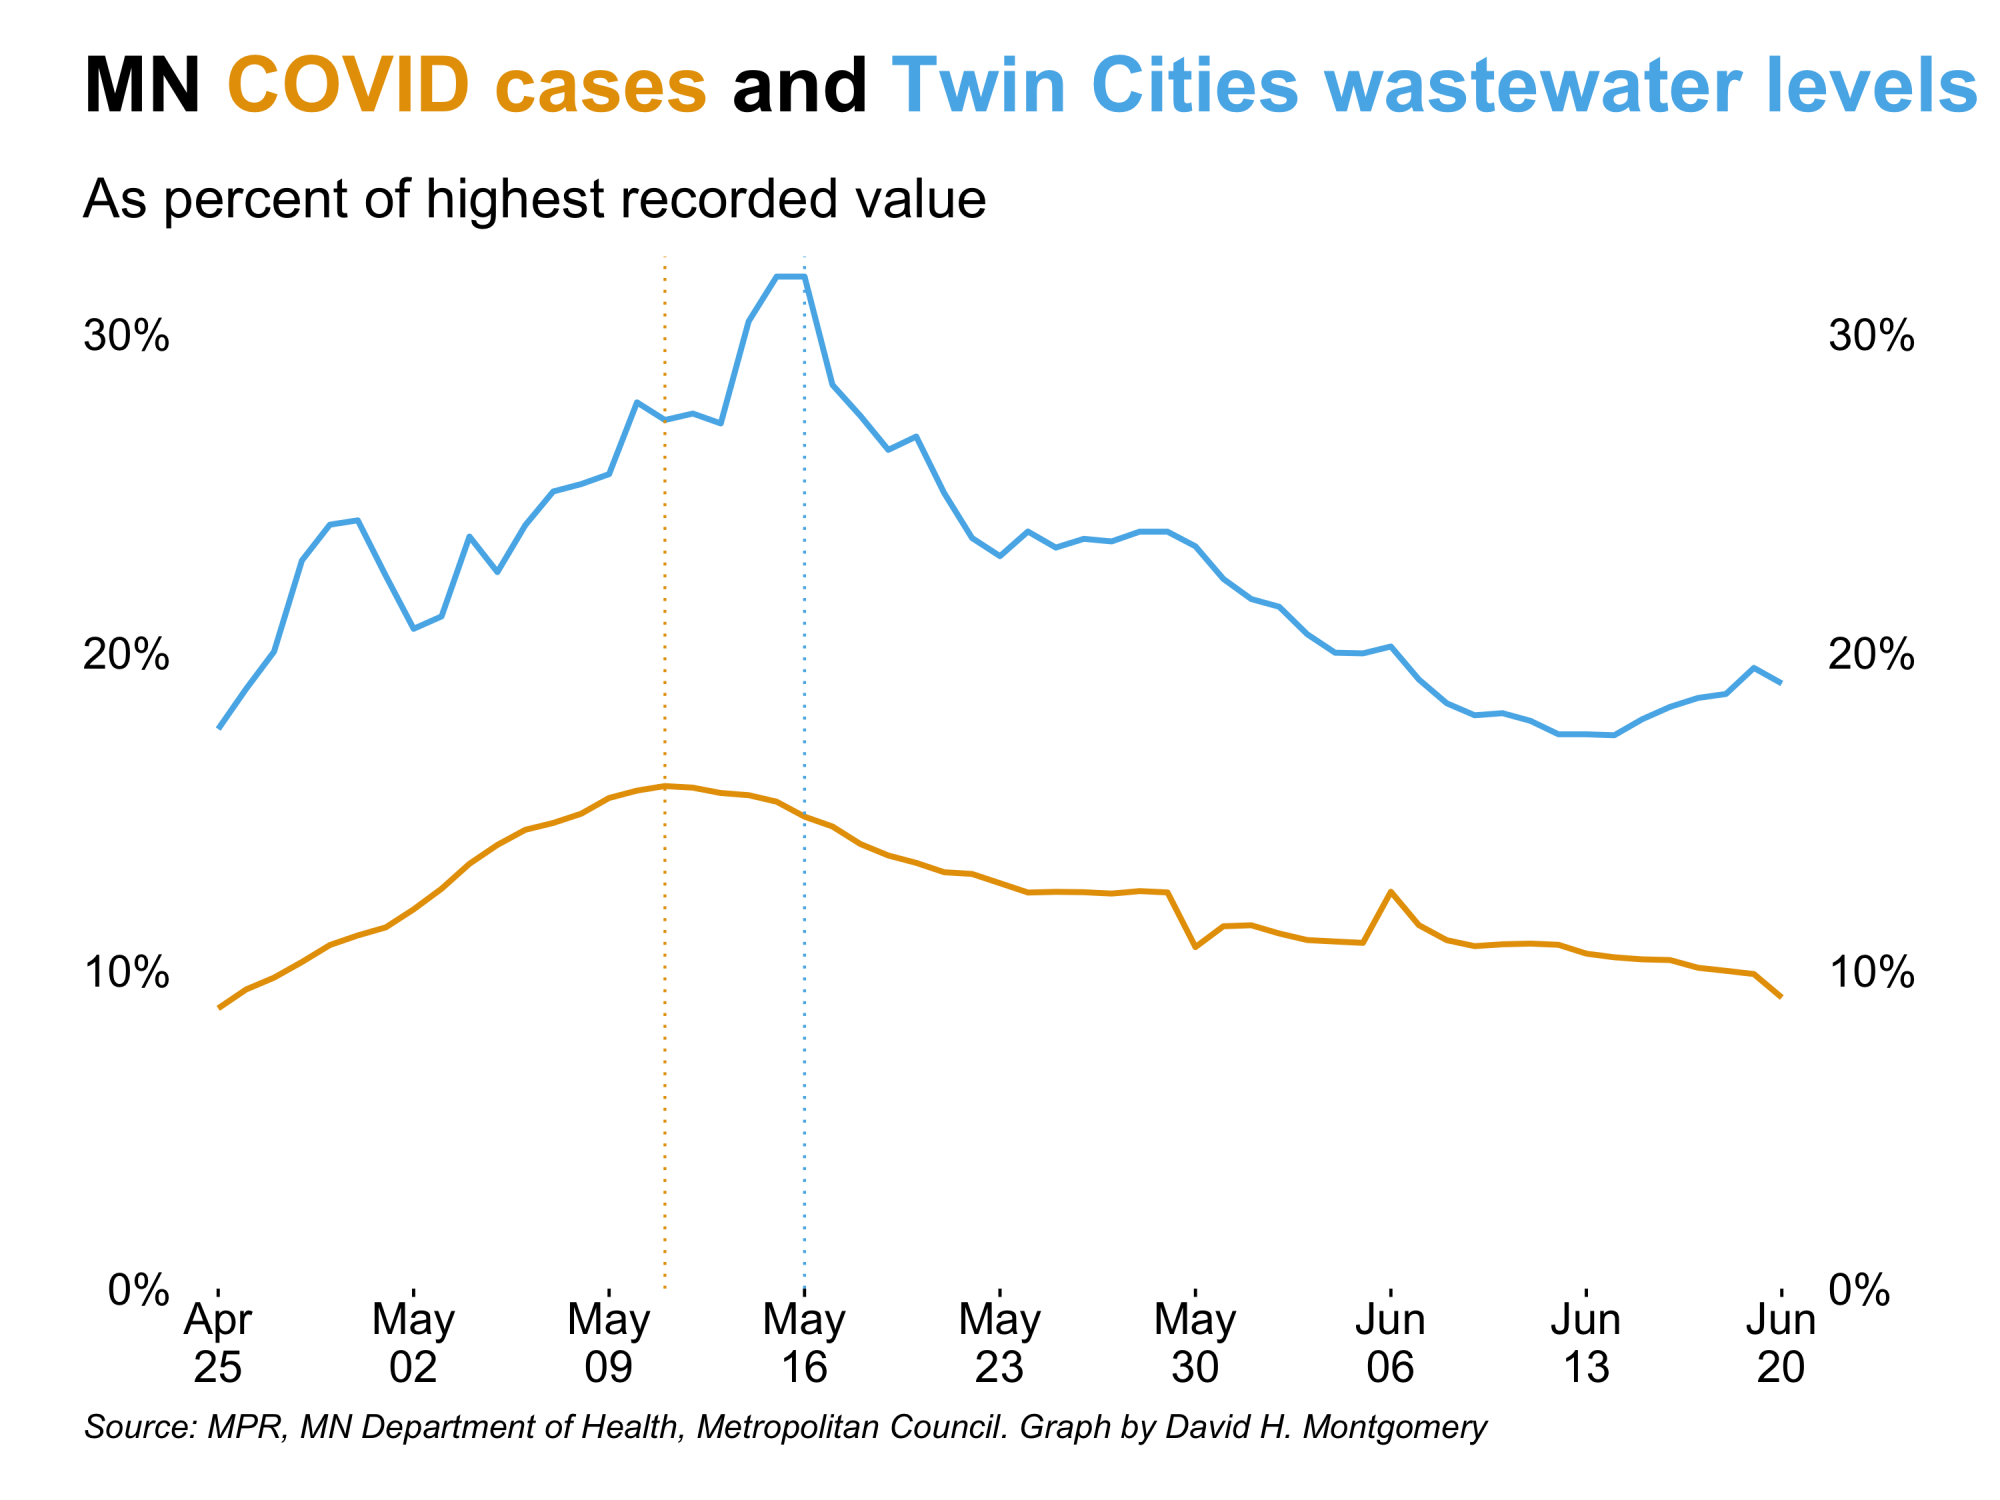 MN COVID cases and Twin Cities wastewater levels
As percent of highest recorded value
30% 30%
20% 20%
10% 10%
0% 0%
Apr May May May May May Jun Jun Jun
25 02 09 16 23 30 06 13 20
Source: MPR, MN Department of Health, Metropolitan Council. Graph by David H. Montgomery